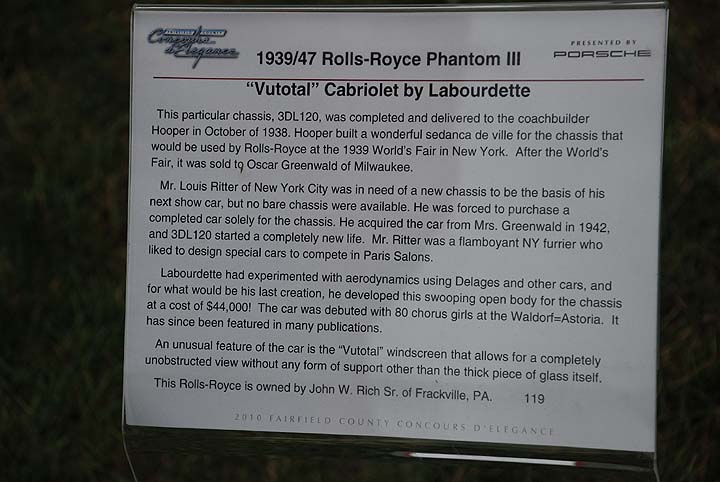 FAIRFIELD COUNTY
Concours
d'Elegance
PRESENTED BY
PORSCHE
1939/47 Rolls-Royce Phantom III
“Vutotal” Cabriolet by Labourdette
This particular chassis, 3DL120, was completed and delivered to the coachbuilder
Hooper in October of 1938. Hooper built a wonderful sedanca de ville for the chassis that
would be used by Rolls-Royce at the 1939 World's Fair in New York. After the World's
Fair, it was sold to Oscar Greenwald of Milwaukee.
Mr. Louis Ritter of New York City was in need of a new chassis to be the basis of his
next show car, but no bare chassis were available. He was forced to purchase a
completed car solely for the chassis. He acquired the car from Mrs. Greenwald in 1942,
and 3DL120 started a completely new life. Mr. Ritter was a flamboyant NY furrier who
liked to design special cars to compete in Paris Salons.
Labourdette had experimented with aerodynamics using Delages and other cars, and
for what would be his last creation, he developed this swooping open body for the chassis
at a cost of $44,000! The car was debuted with 80 chorus girls at the Waldorf=Astoria. It
has since been featured in many publications.
An unusual feature of the car is the “Vutotal” windscreen that allows for a completely
unobstructed view without any form of support other than the thick piece of glass itself.
This Rolls-Royce is owned by John W. Rich Sr. of Frackville, PA. 119
2010 FAIRFIELD COUNTY CONCOURS D'ELEGANCE